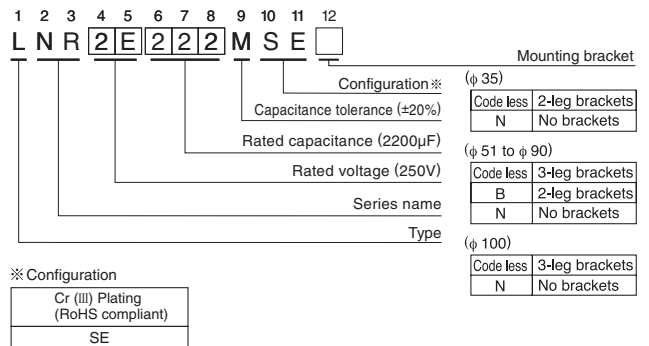 1 2 3 4 5 6 7 8 9 10 11 12
L N R 2 E 2 2 2 M S E
Mounting bracket
Configuration※
Capacitance tolerance (±20%)
Rated capacitance (2200µF)
Rated voltage (250V)
Series name
Type
(φ 35)
Code less 2-leg brackets
N No brackets
(φ 51 to φ 90)
Code less 3-leg brackets
B 2-leg brackets
N No brackets
(φ 100)
Code less 3-leg brackets
N No brackets
※Configuration
Cr (Ⅲ) Plating
(RoHS compliant)
SE